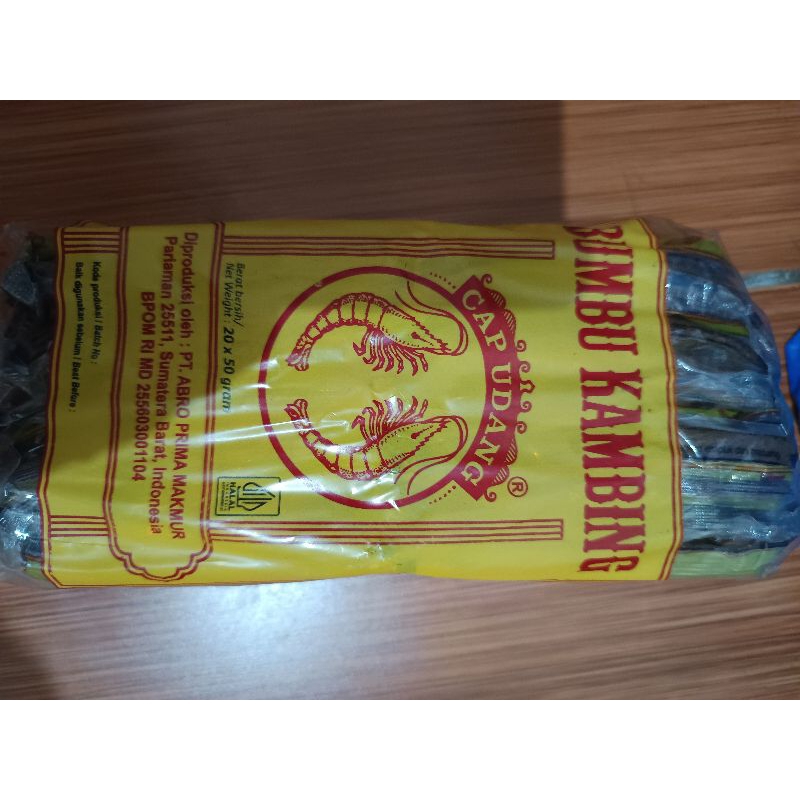 BUMBU KAMBING
CAP UDANG
®
Berat bersih/
Net Weight : 20 x 50 gram
HALAL
INDONESIA
Diproduksi oleh : PT. ABRO PRIMA MAKMUR
Pariaman 25511, Sumatera Barat, Indonesia
BPOM RI MD 255603001104
Kode produksi / Batch No :
Baik digunakan sebelum / Best Before :